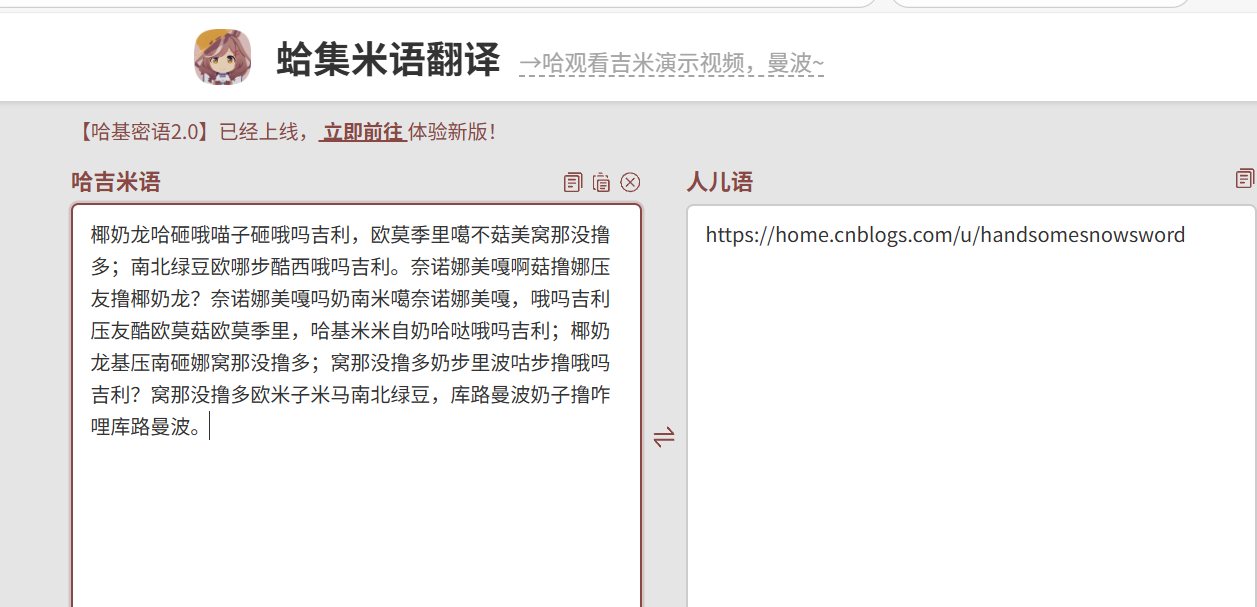 蛤集米语翻译 →哈观看吉米演示视频，曼波~
【哈基密语2.0】已经上线， 立即前往 体验新版！
哈吉米语
椰奶龙哈砸哦喵子砸哦吗吉利，欧莫季里噶不菇美窝那没撸
多；南北绿豆欧哪步酷西哦吗吉利。奈诺娜美嘎啊菇撸娜压
友撸椰奶龙？奈诺娜美嘎吗奶南米噶奈诺娜美嘎，哦吗吉利
压友酷欧莫菇欧莫季里，哈基米米自奶哈哒哦吗吉利；椰奶
龙基压南砸娜窝那没撸多；窝那没撸多奶步里波咕步撸哦吗
吉利？窝那没撸多欧米子米马南北绿豆，库路曼波奶子撸咋
哩库路曼波。
人儿语
https://home.cnblogs.com/u/handsomesnowsword